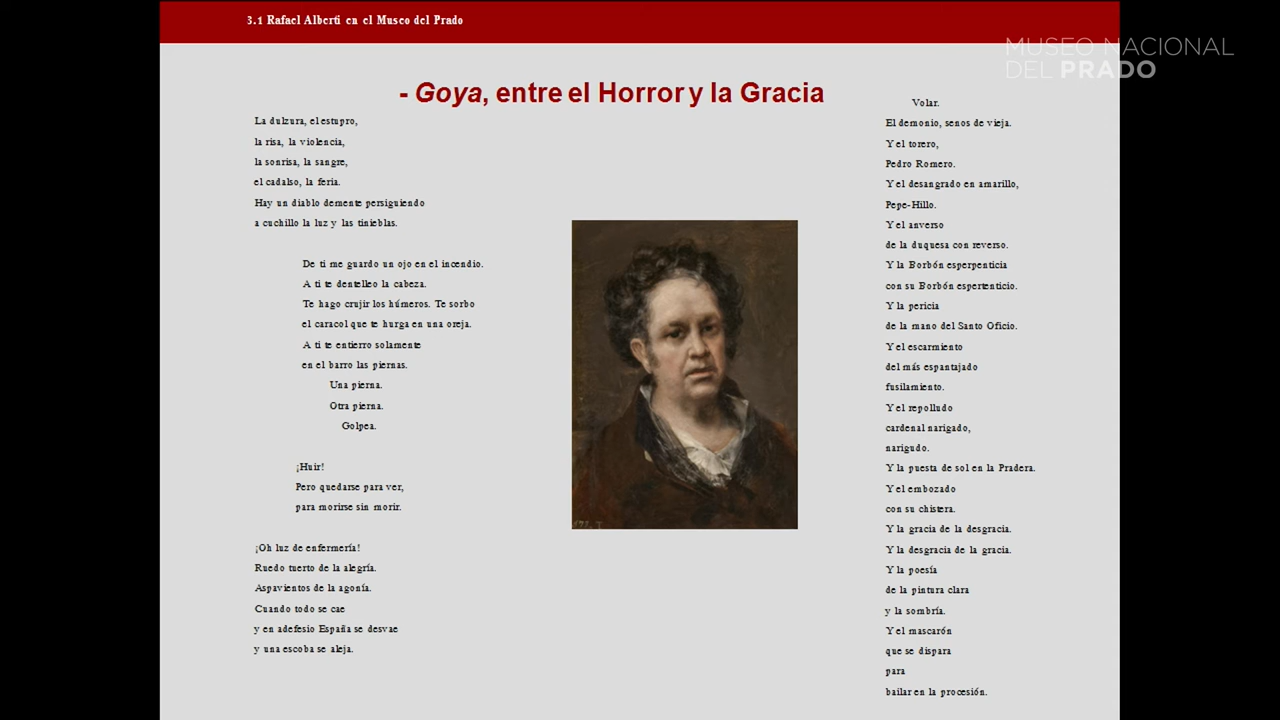 3.1 Rafael Alberti en el Museo del Prado
MUSEO NACIONAL
DEL PRADO
- Goya, entre el Horror y la Gracia
La dulzura, el estupro,
la risa, la violencia,
la sonrisa, la sangre,
el cadalso, la feria.
Hay un diablo demente persiguiendo
a cuchillo la luz y las tinieblas.
De ti me guardo un ojo en el incendio.
A ti te dentelleo la cabeza.
Te hago crujir los húmeros. Te sorbo
el caracol que te hurga en una oreja.
A ti te entierro solamente
en el barro las piernas.
Una pierna.
Otra pierna.
Golpea.
¡Huir!
Pero quedarse para ver,
para morirse sin morir.
¡Oh luz de enfermería!
Ruedo tuerto de la alegría.
Aspavientos de la agonía.
Cuando todo se cae
y en adefesio España se desvae
y una escoba se aleja.
Volar.
El demonio, senos de vieja.
Y el torero,
Pedro Romero.
Y el desangrado en amarillo,
Pepe-Hillo.
Y el anverso
de la duquesa con reverso.
Y la Borbón esperpenticia
con su Borbón espertenticio.
Y la pericia
de la mano del Santo Oficio.
Y el escarmiento
del más espantajado
fusilamiento.
Y el repolludo
cardenal narigado,
narigudo.
Y la puesta de sol en la Pradera.
Y el embozado
con su chistera.
Y la gracia de la desgracia.
Y la desgracia de la gracia.
Y la poesía
de la pintura clara
y la sombría.
Y el mascarón
que se dispara
para
bailar en la procesión.